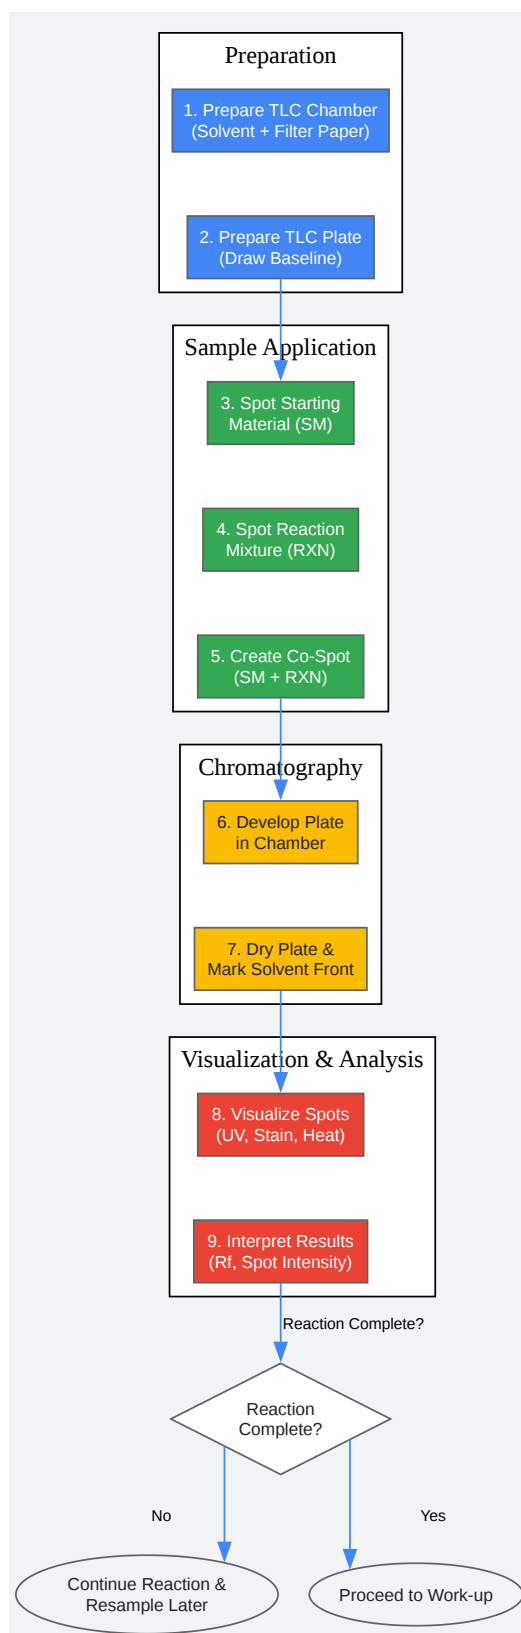 Preparation
1. Prepare TLC Chamber
(Solvent + Filter Paper)
2. Prepare TLC Plate
(Draw Baseline)
Sample Application
3. Spot Starting
Material (SM)
4. Spot Reaction
Mixture (RXN)
5. Create Co-Spot
(SM + RXN)
Chromatography
6. Develop Plate
in Chamber
7. Dry Plate &
Mark Solvent Front
Visualization & Analysis
8. Visualize Spots
(UV, Stain, Heat)
9. Interpret Results
(Rf, Spot Intensity)
Reaction Complete?
Reaction
Complete?
No
Yes
Continue Reaction &
Resample Later
Proceed to Work-up